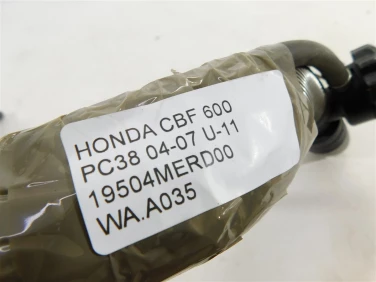 HONDA CBF 600
PC38 04-07 U-11
19504MERD00
WA.A035